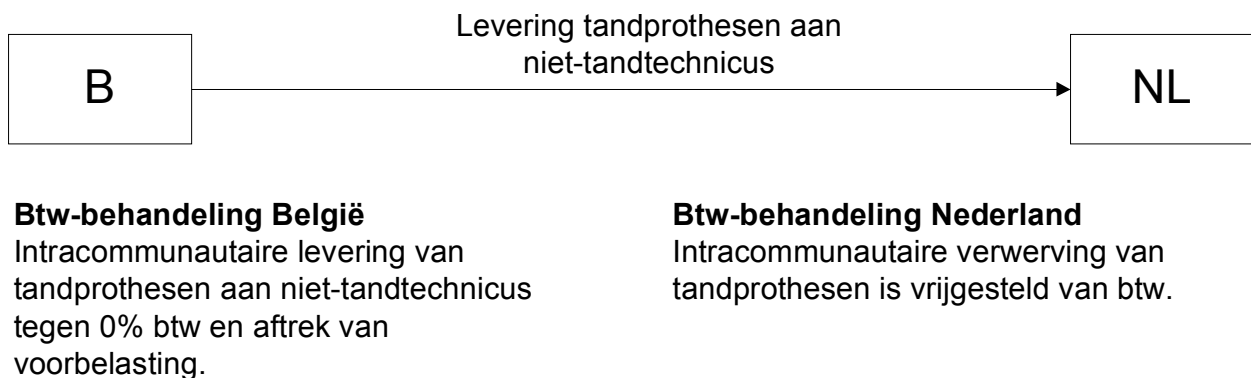 Levering tandprothesen aan
niet-tandtechnicus
B
NL
Btw-behandeling België
Intracommunautaire levering van
tandprothesen aan niet-tandtechnicus
tegen 0% btw en aftrek van
voorbelasting.
Btw-behandeling Nederland
Intracommunautaire verwerving van
tandprothesen is vrijgesteld van btw.